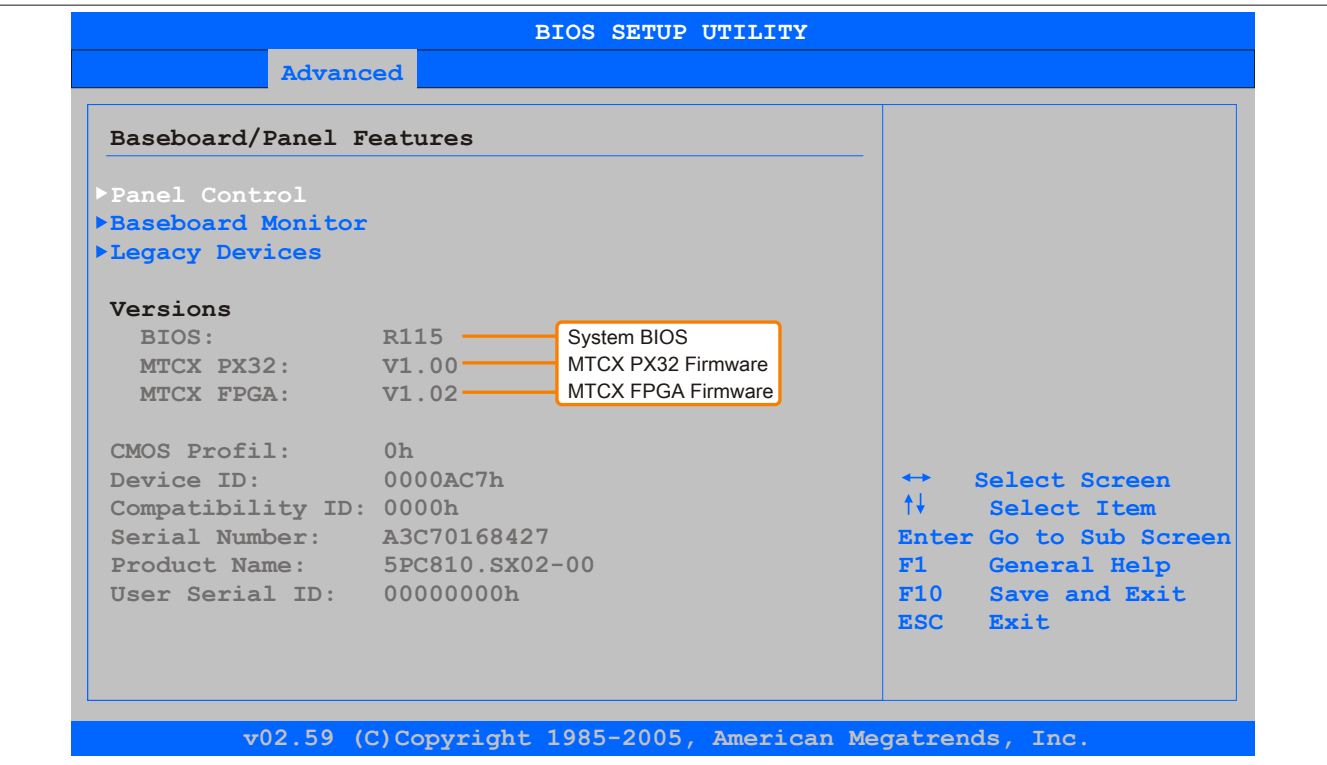 BIOS SETUP UTILITY
Advanced
Baseboard/Panel Features
▶Panel Control
▶Baseboard Monitor
▶Legacy Devices
Versions
BIOS: R115 System BIOS
MTCX PX32: V1.00 MTCX PX32 Firmware
MTCX FPGA: V1.02 MTCX FPGA Firmware
CMOS Profil: 0h
Device ID: 0000AC7h
Compatibility ID: 0000h
Serial Number: A3C70168427
Product Name: 5PC810.SX02-00
User Serial ID: 00000000h
↔ Select Screen
↑↓ Select Item
Enter Go to Sub Screen
F1 General Help
F10 Save and Exit
ESC Exit
v02.59 (C)Copyright 1985-2005, American Megatrends, Inc.